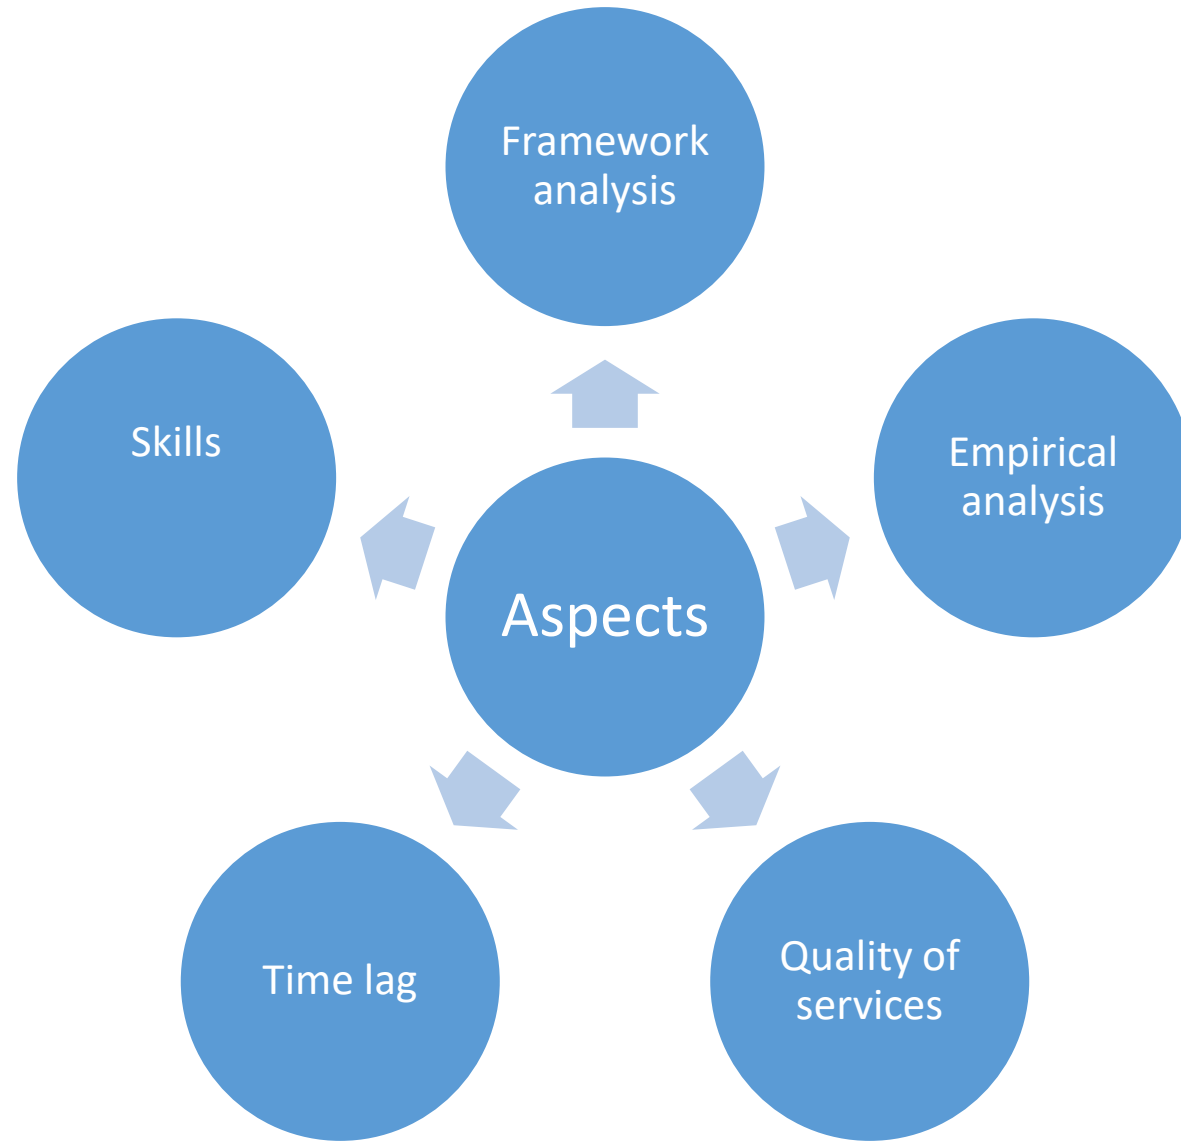 Framework
analysis
Skills
Empirical
analysis
Aspects
Time lag
Quality of
services